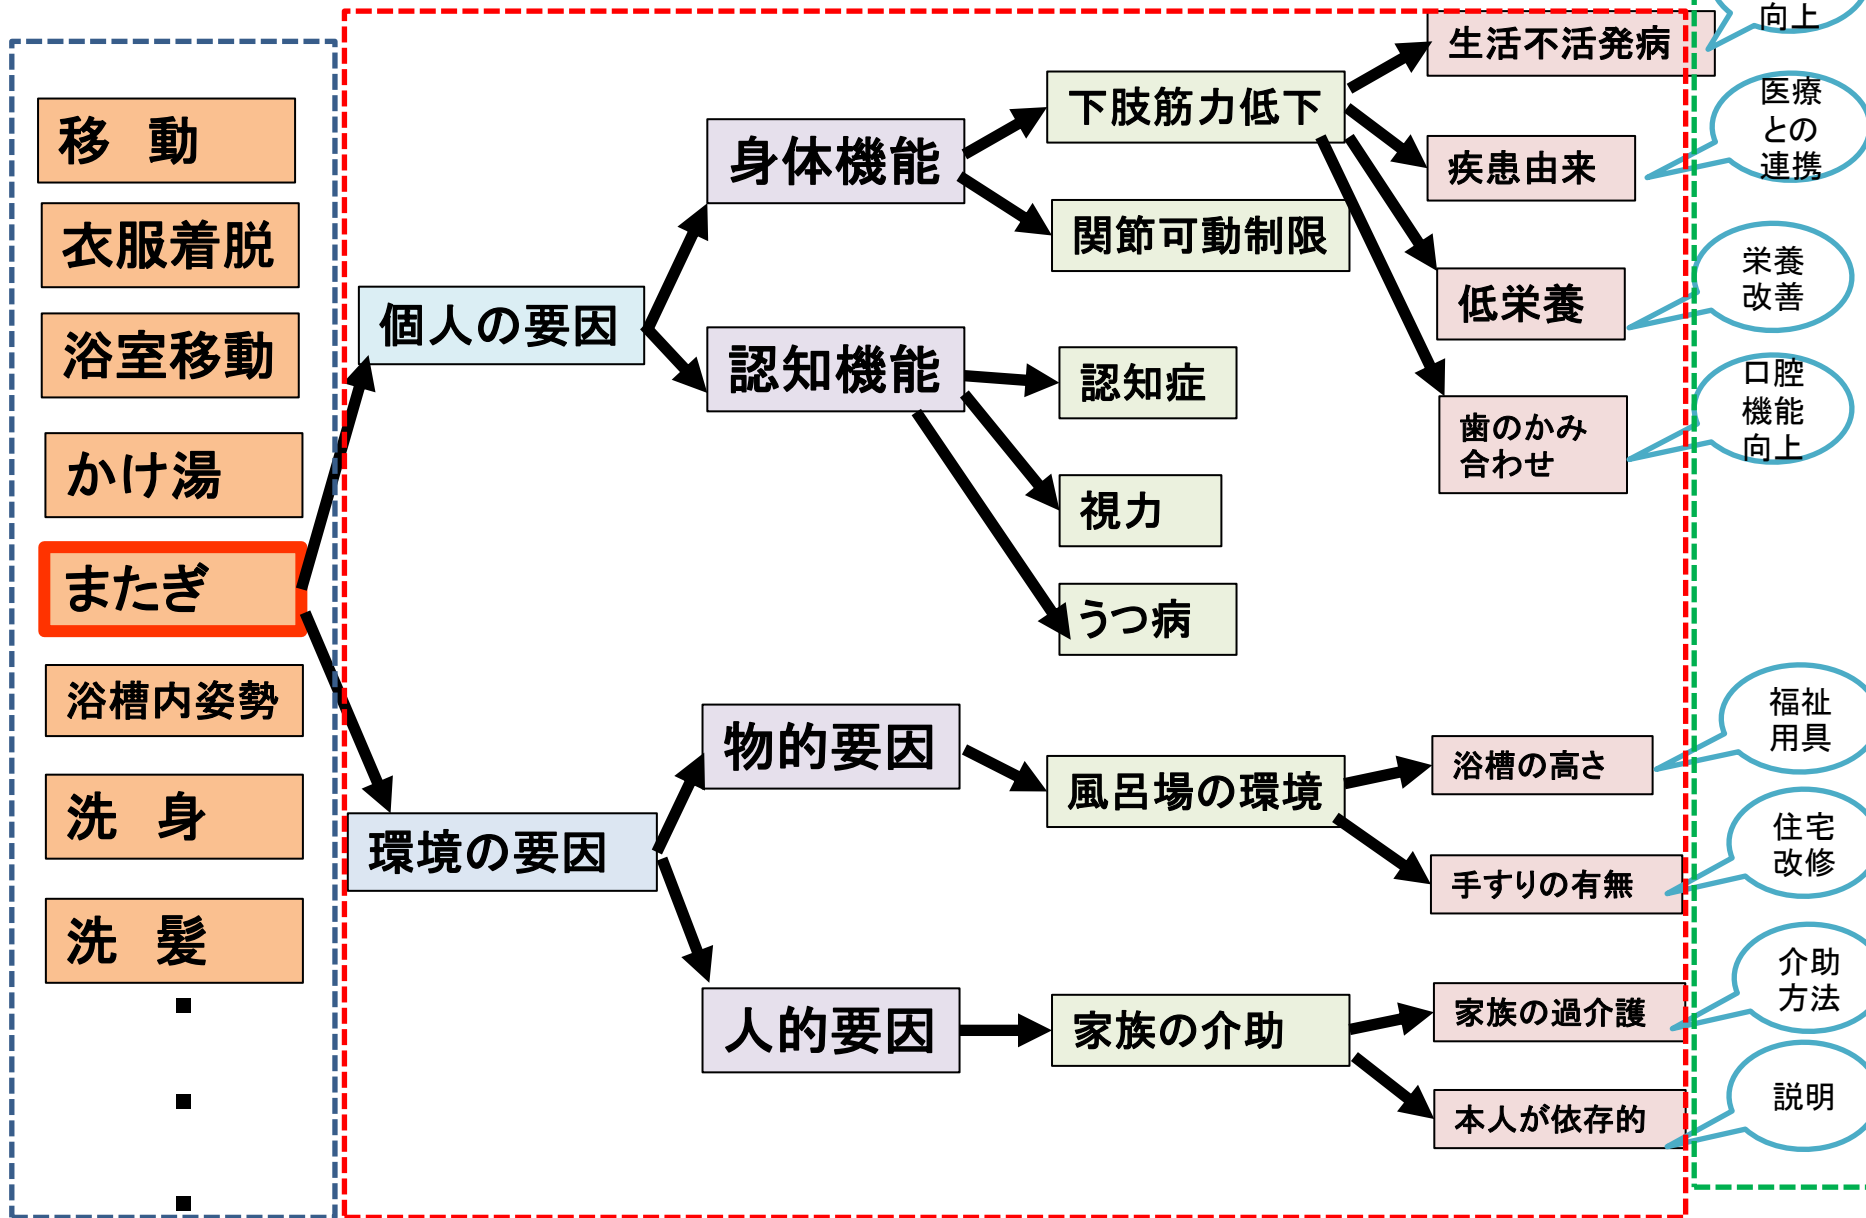 移　動
衣服着脱
浴室移動
かけ湯
またぎ
浴槽内姿勢
洗　身
洗　髪
・
・
・
個人の要因
環境の要因
身体機能
認知機能
物的要因
人的要因
下肢筋力低下
関節可動制限
認知症
視力
うつ病
風呂場の環境
家族の介助
生活不活発病
疾患由来
低栄養
歯のかみ
合わせ
浴槽の高さ
手すりの有無
家族の過介護
本人が依存的
向上
医療
との
連携
栄養
改善
口腔
機能
向上
福祉
用具
住宅
改修
介助
方法
説明